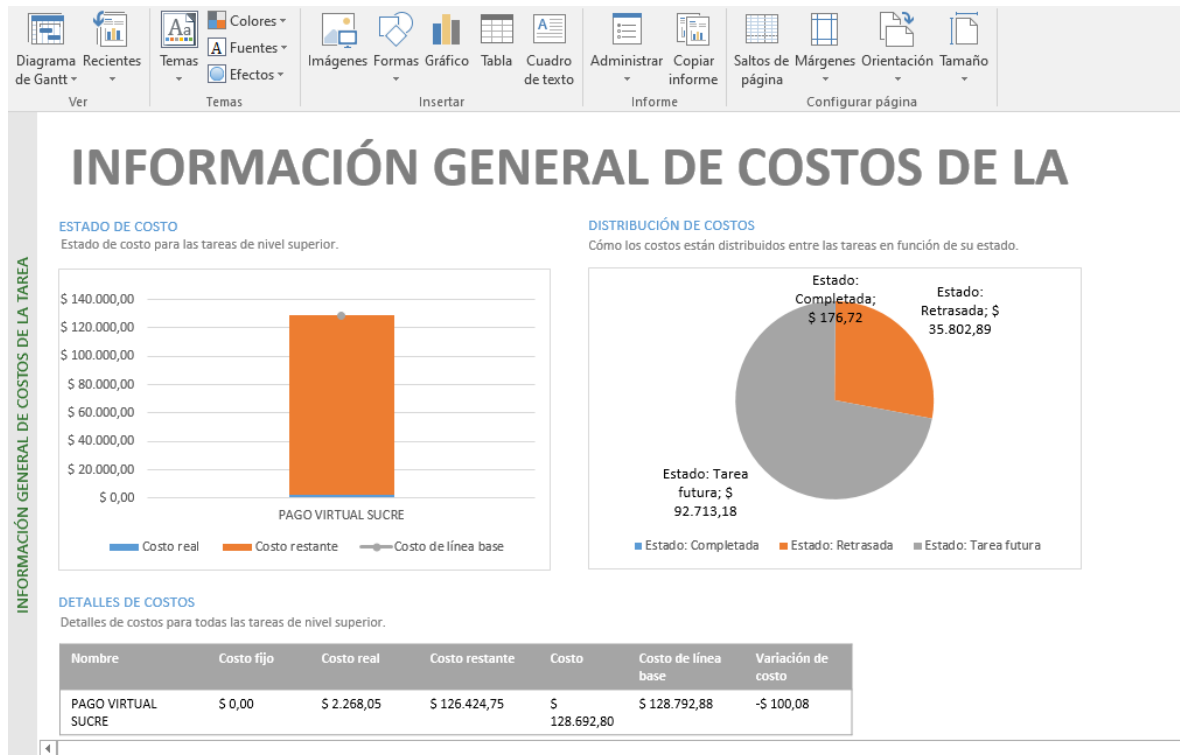 Diagrama de Gantt
Recientes
Temas
Colores
Fuentes
Efectos
Imágenes
Formas
Gráfico
Tabla
Cuadro de texto
Administrar
Copiar informe
Saltos de página
Márgenes
Orientación
Tamaño
Ver
Temas
Insertar
Informe
Configurar página
INFORMACIÓN GENERAL DE COSTOS DE LA TAREA
INFORMACIÓN GENERAL DE COSTOS DE LA
ESTADO DE COSTO
Estado de costo para las tareas de nivel superior.
$ 140.000,00
$ 120.000,00
$ 100.000,00
$ 80.000,00
$ 60.000,00
$ 40.000,00
$ 20.000,00
$ 0,00
PAGO VIRTUAL SUCRE
Costo real Costo restante Costo de línea base
DISTRIBUCIÓN DE COSTOS
Cómo los costos están distribuidos entre las tareas en función de su estado.
Estado:
Completada;
$ 176,72
Estado:
Retrasada; $
35.802,89
Estado: Tarea
futura; $
92.713,18
Estado: Completada Estado: Retrasada Estado: Tarea futura
DETALLES DE COSTOS
Detalles de costos para todas las tareas de nivel superior.
Nombre Costo fijo Costo real Costo restante Costo Costo de línea base Variación de costo
PAGO VIRTUAL SUCRE $ 0,00 $ 2.268,05 $ 126.424,75 $ 128.692,80 $ 128.792,88 -$ 100,08